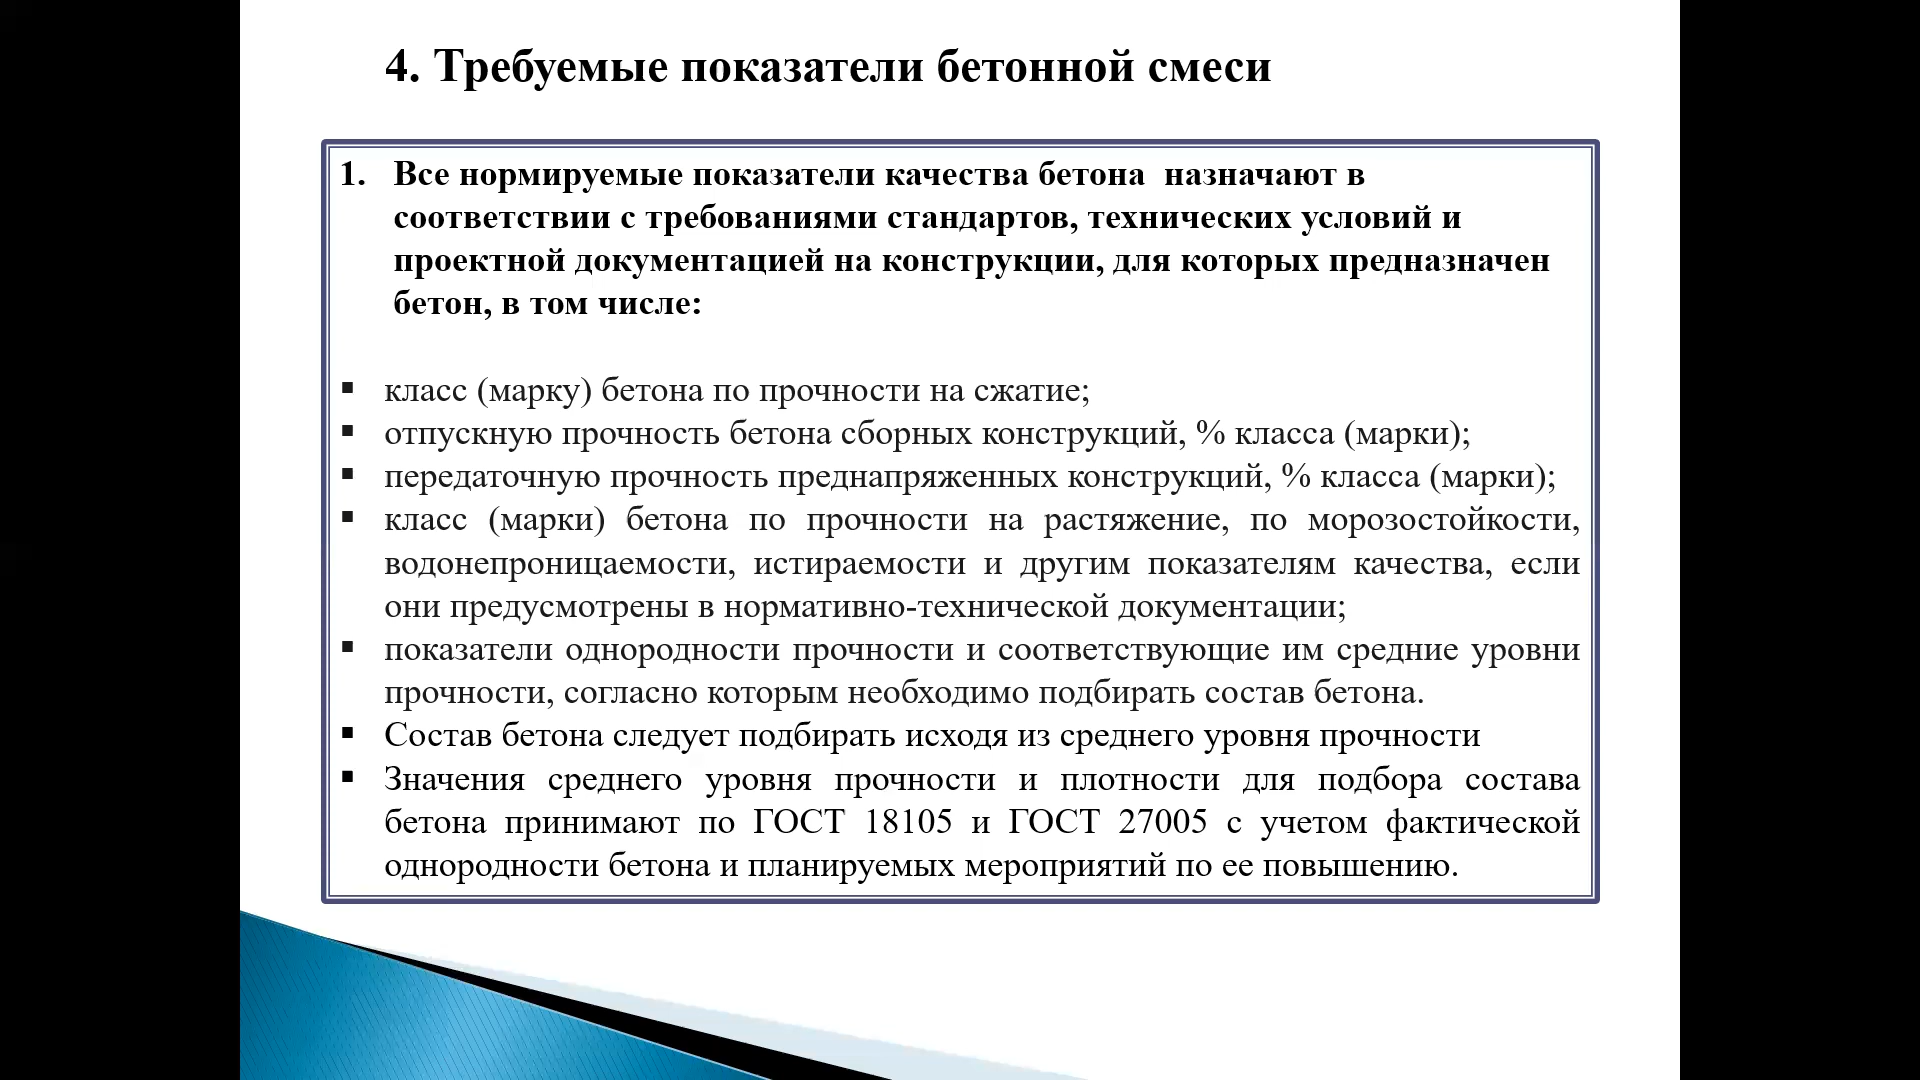 4. Требуемые показатели бетонной смеси
1. Все нормируемые показатели качества бетона назначают в
соответствии с требованиями стандартов, технических условий и
проектной документацией на конструкции, для которых предназначен
бетон, в том числе:
▪ класс (марку) бетона по прочности на сжатие;
▪ отпускную прочность бетона сборных конструкций, % класса (марки);
▪ передаточную прочность преднапряженных конструкций, % класса (марки);
▪ класс (марки) бетона по прочности на растяжение, по морозостойкости,
водонепроницаемости, истираемости и другим показателям качества, если
они предусмотрены в нормативно-технической документации;
▪ показатели однородности прочности и соответствующие им средние уровни
прочности, согласно которым необходимо подбирать состав бетона.
▪ Состав бетона следует подбирать исходя из среднего уровня прочности
▪ Значения среднего уровня прочности и плотности для подбора состава
бетона принимают по ГОСТ 18105 и ГОСТ 27005 с учетом фактической
однородности бетона и планируемых мероприятий по ее повышению.